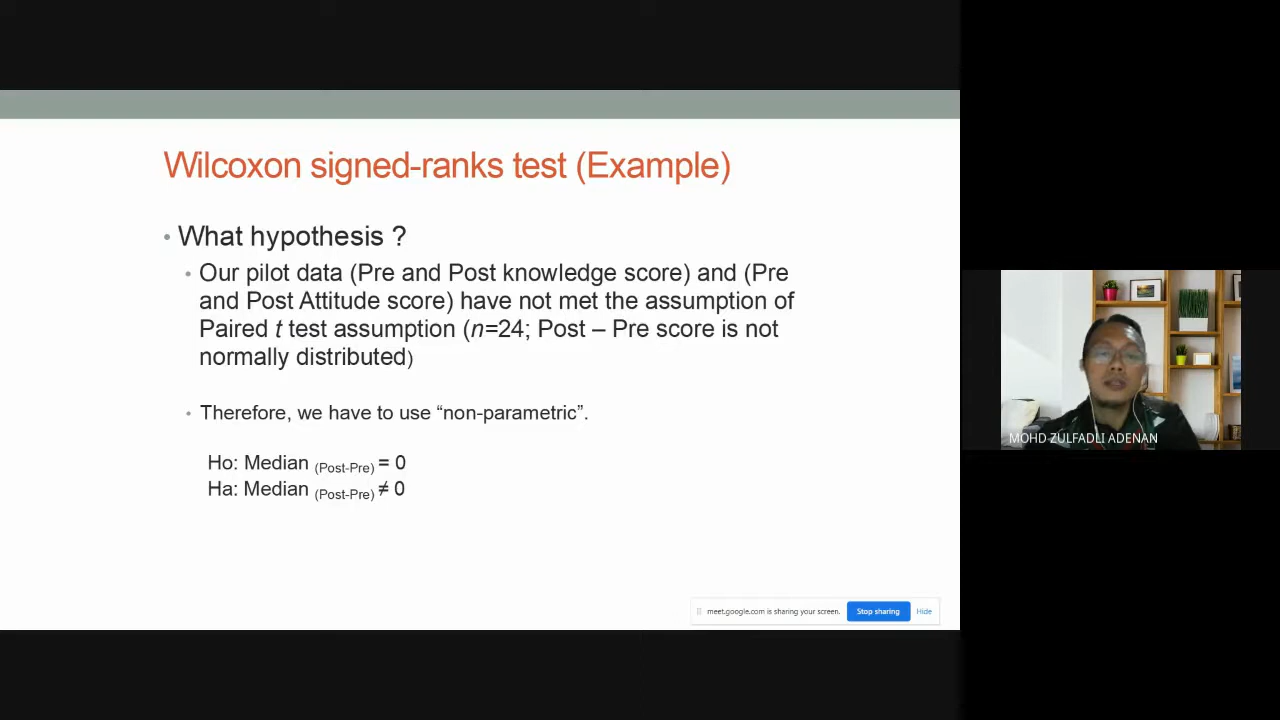 Wilcoxon signed-ranks test (Example)
• What hypothesis ?
• Our pilot data (Pre and Post knowledge score) and (Pre
and Post Attitude score) have not met the assumption of
Paired t test assumption (n=24; Post – Pre score is not
normally distributed)
• Therefore, we have to use “non-parametric”.
Ho: Median (Post-Pre) = 0
Ha: Median (Post-Pre) ≠ 0
meet.google.com is sharing your screen. Stop sharing Hide
MOHD ZULFADLI ADENAN